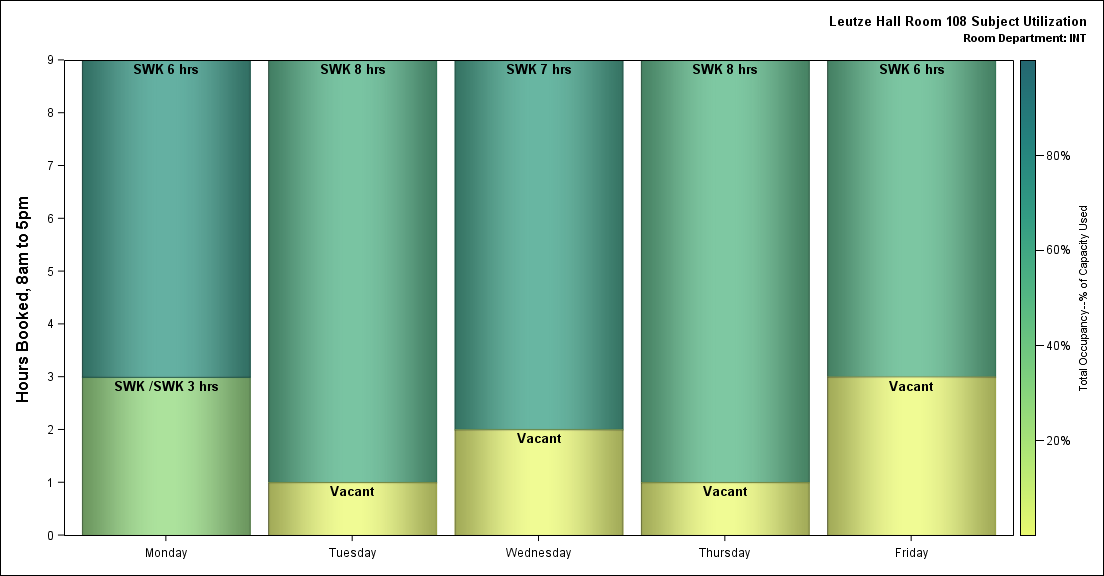 Leutze Hall Room 108 Subject Utilization
Room Department: INT
Hours Booked, 8am to 5pm
9
8
7
6
5
4
3
2
1
0
SWK 6 hrs
SWK 8 hrs
SWK 7 hrs
SWK 8 hrs
SWK 6 hrs
SWK /SWK 3 hrs
Vacant
Vacant
Vacant
Vacant
Monday
Tuesday
Wednesday
Thursday
Friday
80%
60%
40%
20%
Total Occupancy--% of Capacity Used